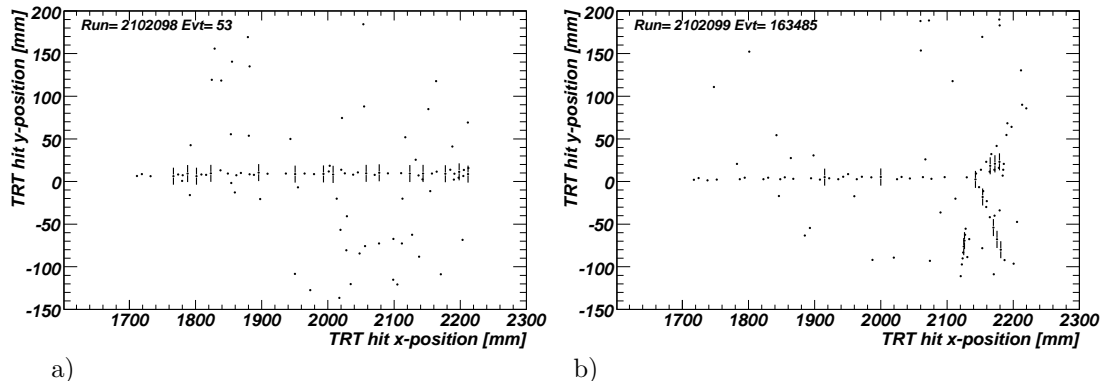 TRT hit y-position [mm]
200
150
100
50
0
-50
-100
-150
Run= 2102098 Evt= 53
1700 1800 1900 2000 2100 2200 2300
TRT hit x-position [mm]
a)
TRT hit y-position [mm]
200
150
100
50
0
-50
-100
-150
Run= 2102099 Evt= 163485
1700 1800 1900 2000 2100 2200 2300
TRT hit x-position [mm]
b)